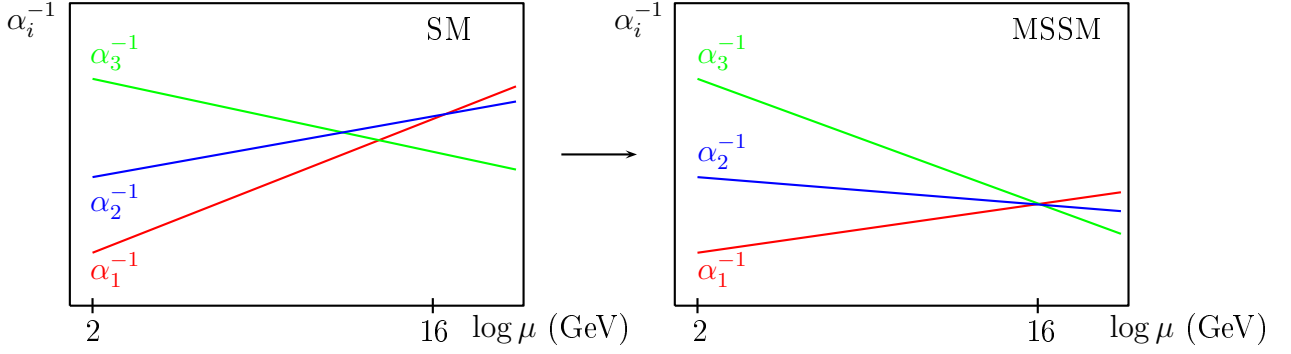 α_i^{-1} SM
α_3^{-1}
α_2^{-1}
α_1^{-1}
2 16 log μ (GeV)
α_i^{-1} MSSM
α_3^{-1}
α_2^{-1}
α_1^{-1}
2 16 log μ (GeV)